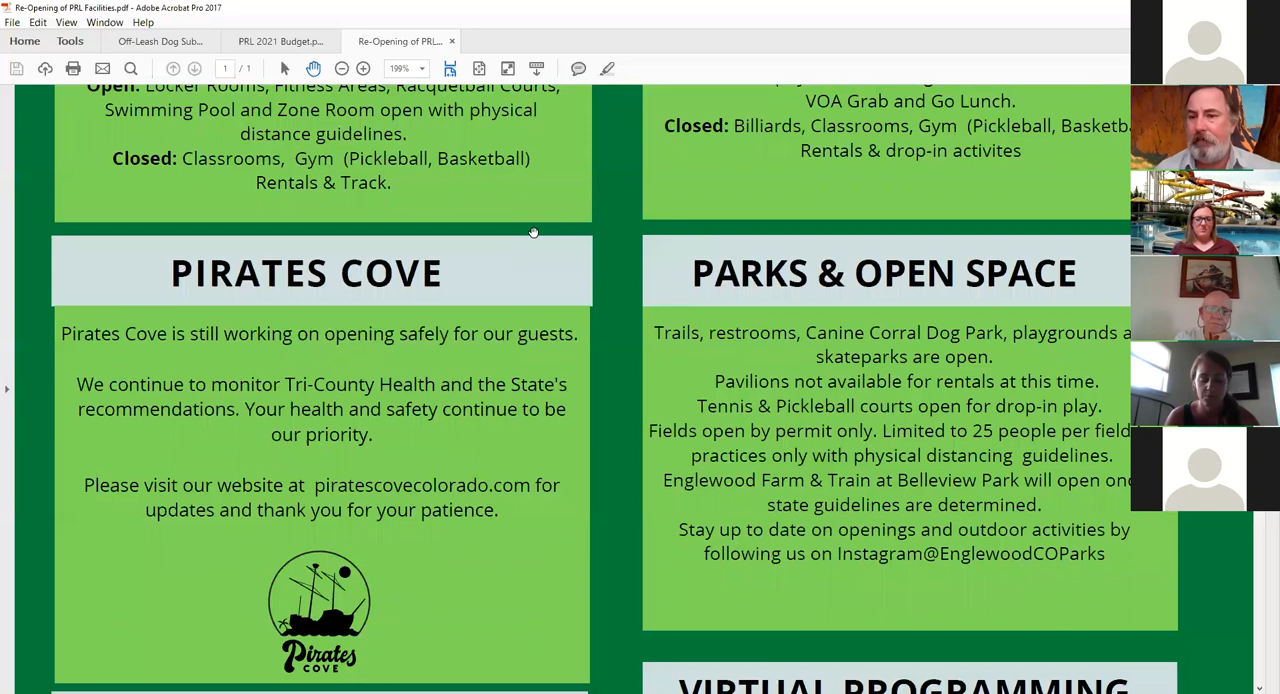 Re-Opening of PRL Facilities.pdf - Adobe Acrobat Pro 2017
File Edit View Window Help
Home Tools Off-Leash Dog Sub... PRL 2021 Budget.p... Re-Opening of PRL... ×
1 / 1 199%
Open: Locker Rooms, Fitness Areas, Racquetball Courts,
Swimming Pool and Zone Room open with physical
distance guidelines.
Closed: Classrooms, Gym (Pickleball, Basketball)
Rentals & Track.
VOA Grab and Go Lunch.
Closed: Billiards, Classrooms, Gym (Pickleball, Basketba
Rentals & drop-in activites
PIRATES COVE
Pirates Cove is still working on opening safely for our guests.
We continue to monitor Tri-County Health and the State's
recommendations. Your health and safety continue to be
our priority.
Please visit our website at piratescovecolorado.com for
updates and thank you for your patience.
Pirates
COVE
PARKS & OPEN SPACE
Trails, restrooms, Canine Corral Dog Park, playgrounds a
skateparks are open.
Pavilions not available for rentals at this time.
Tennis & Pickleball courts open for drop-in play.
Fields open by permit only. Limited to 25 people per field
practices only with physical distancing guidelines.
Englewood Farm & Train at Belleview Park will open onc
state guidelines are determined.
Stay up to date on openings and outdoor activities by
following us on Instagram@EnglewoodCOParks
VIRTUAL PROGRAMMING